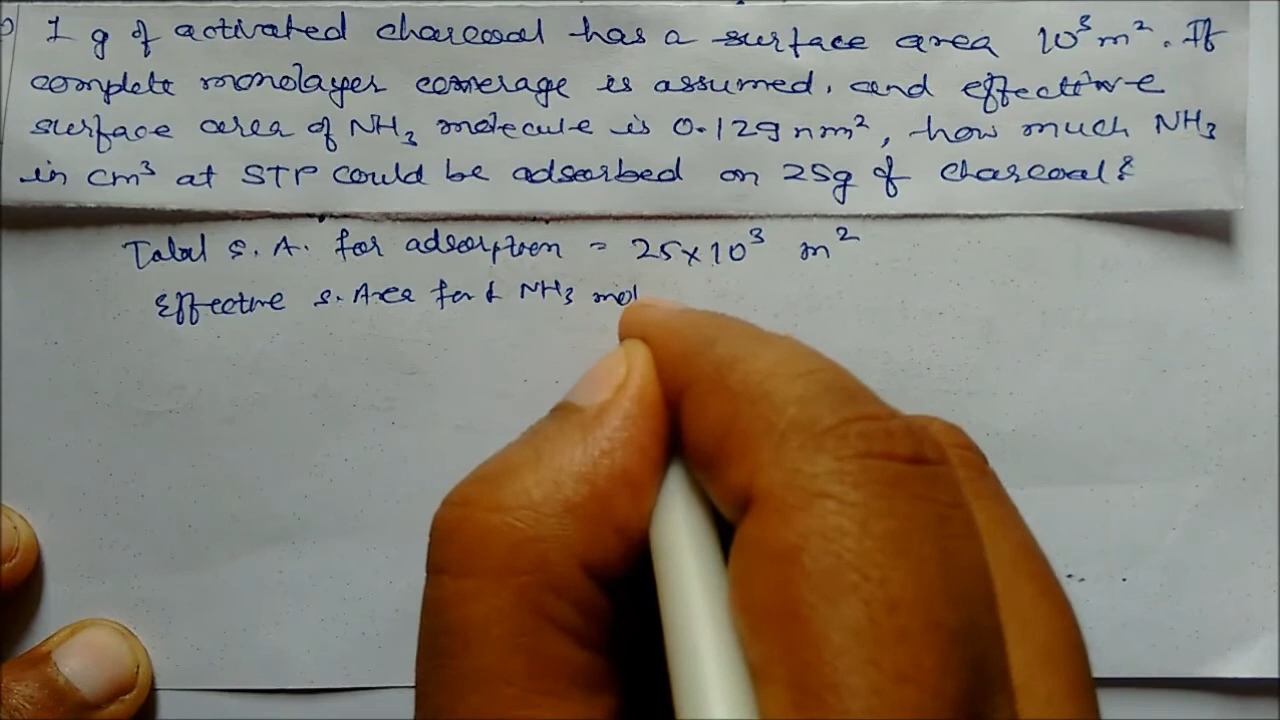 1 g of activated charcoal has a surface area 10³ m². If
complete monolayer coverage is assumed, and effective
surface area of NH₃ molecule is 0.129 nm², how much NH₃
in cm³ at STP could be adsorbed on 25g of charcoal?
Total S. A. for adsorption = 25×10³ m²
Effective S. Area for 1 NH₃ mol